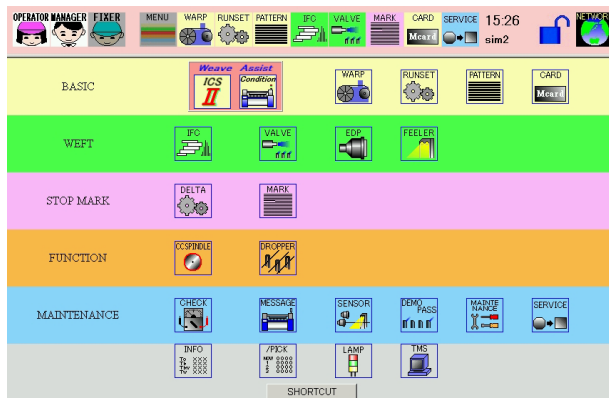 OPERATOR MANAGER FIXER MENU WARP RUNSET PATTERN IFC VALVE MARK CARD SERVICE 15:26 NETWOR
Mcard sim2
Weave Assist
BASIC ICS II Condition WARP RUNSET PATTERN CARD
Mcard
WEFT IFC VALVE EDP FEELER
STOP MARK DELTA MARK
FUNCTION CCSPINDLE DROPPER
MAINTENANCE CHECK MESSAGE SENSOR DEMO PASS MAINTE NANCE SERVICE
INFO /PICK LAMP TMS
SHORTCUT